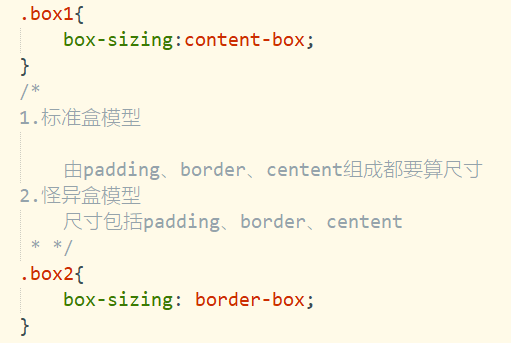 .box1{
box-sizing:content-box;
}
/*
1.标准盒模型
由padding、border、centent组成都要算尺寸
2.怪异盒模型
尺寸包括padding、border、centent
* */
.box2{
box-sizing: border-box;
}